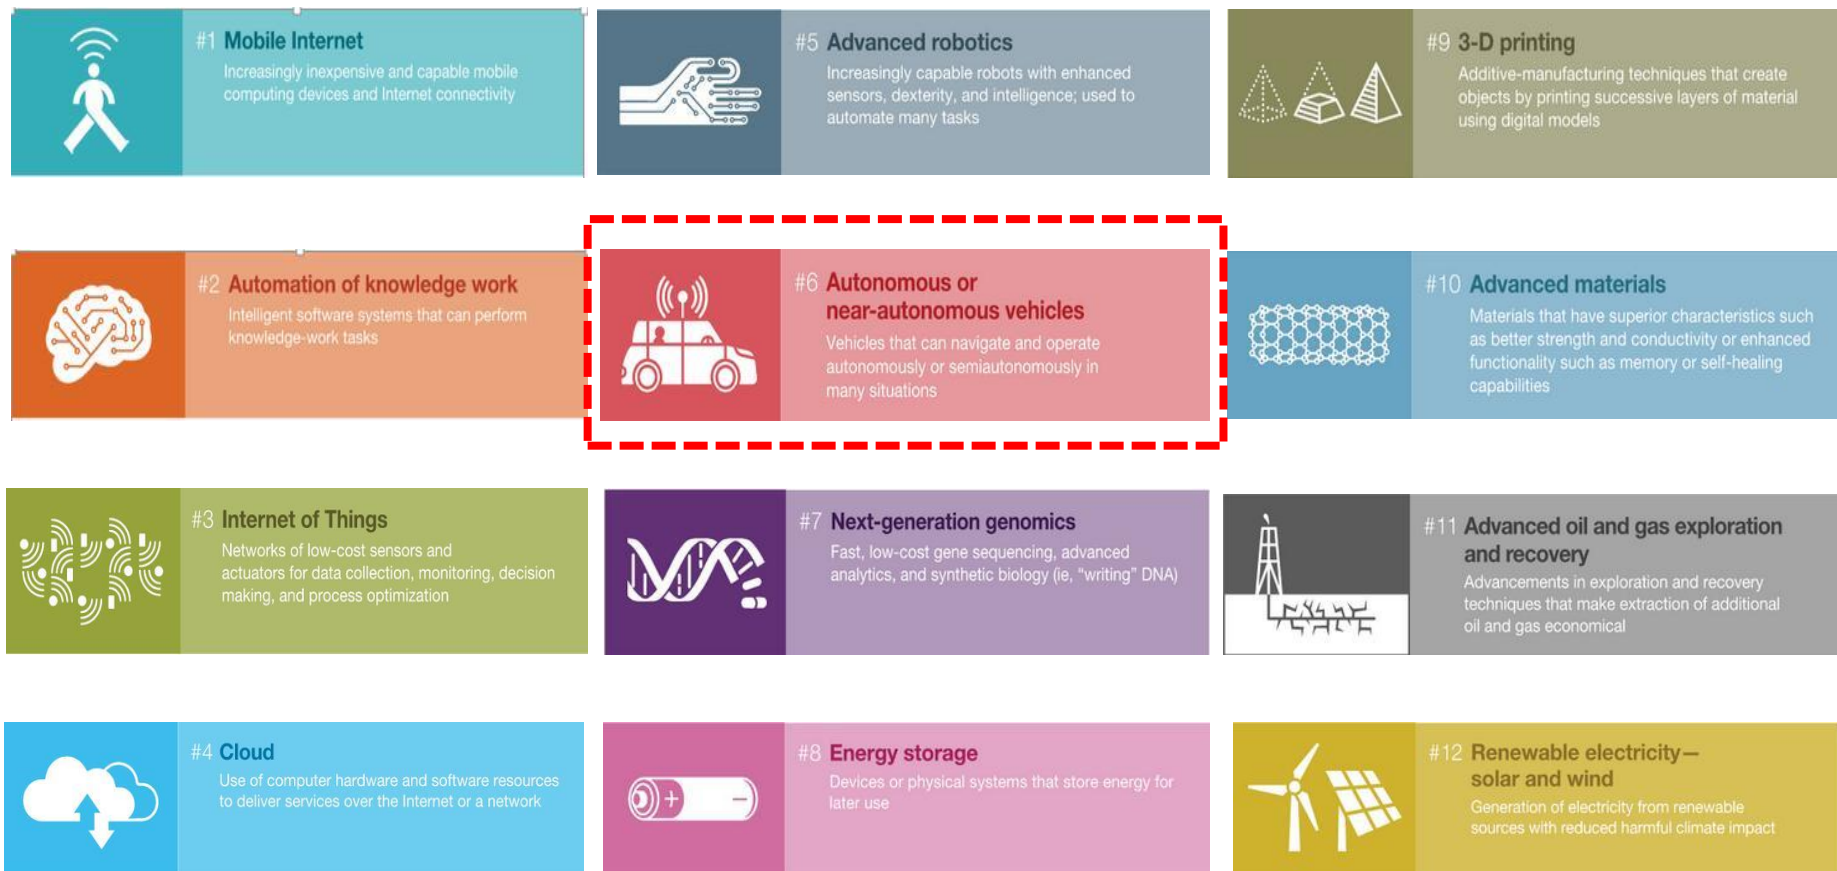 #1 Mobile Internet
Increasingly inexpensive and capable mobile
computing devices and Internet connectivity
#2 Automation of knowledge work
Intelligent software systems that can perform
knowledge-work tasks
#3 Internet of Things
Networks of low-cost sensors and
actuators for data collection, monitoring, decision
making, and process optimization
#4 Cloud
Use of computer hardware and software resources
to deliver services over the Internet or a network
#5 Advanced robotics
Increasingly capable robots with enhanced
sensors, dexterity, and intelligence; used to
automate many tasks
#6 Autonomous or
near-autonomous vehicles
Vehicles that can navigate and operate
autonomously or semiautonomously in
many situations
#7 Next-generation genomics
Fast, low-cost gene sequencing, advanced
analytics, and synthetic biology (ie, “writing” DNA)
#8 Energy storage
Devices or physical systems that store energy for
later use
#9 3-D printing
Additive-manufacturing techniques that create
objects by printing successive layers of material
using digital models
#10 Advanced materials
Materials that have superior characteristics such
as better strength and conductivity or enhanced
functionality such as memory or self-healing
capabilities
#11 Advanced oil and gas exploration
and recovery
Advancements in exploration and recovery
techniques that make extraction of additional
oil and gas economical
#12 Renewable electricity—
solar and wind
Generation of electricity from renewable
sources with reduced harmful climate impact